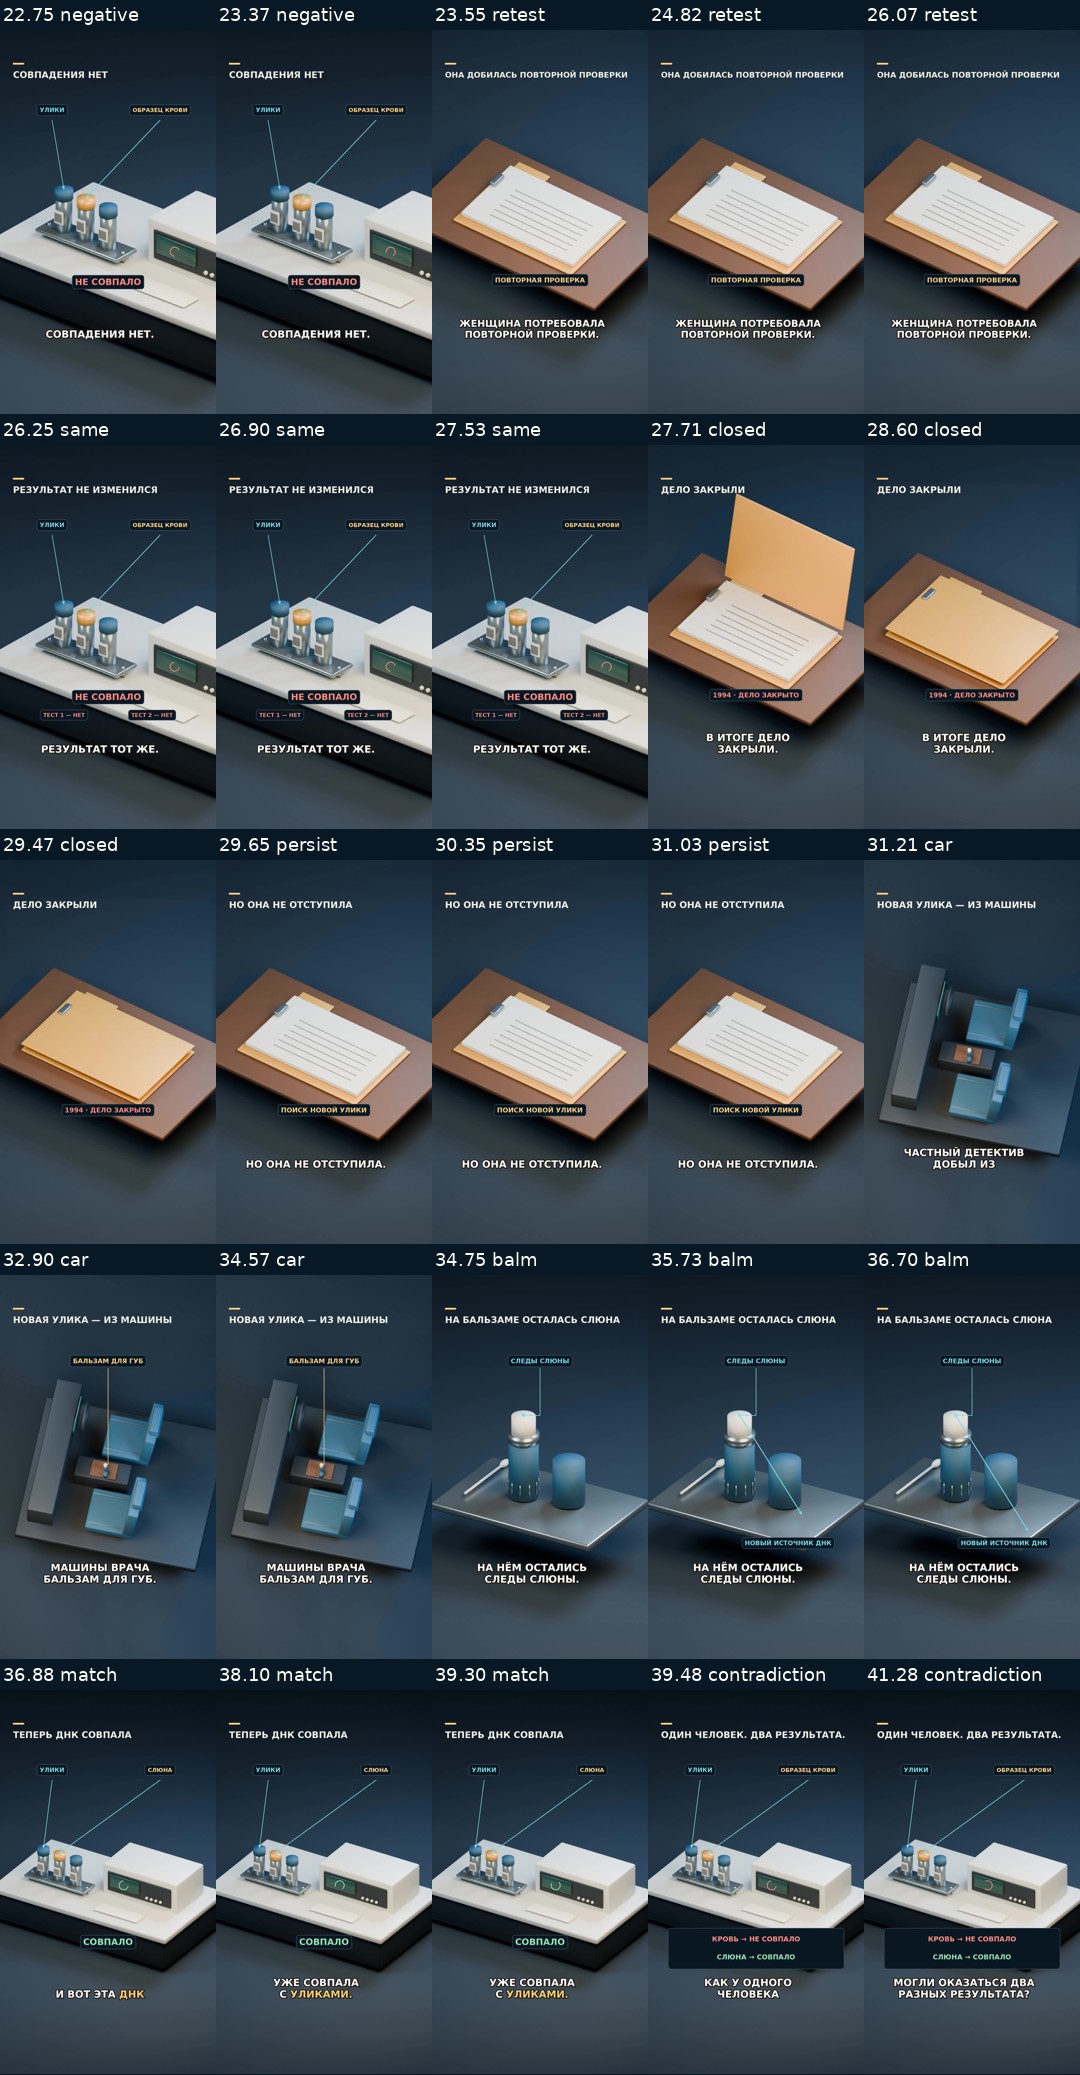 22.75 negative
СОВПАДЕНИЯ НЕТ
УЛИКИ
ОБРАЗЕЦ КРОВИ
НЕ СОВПАЛО
СОВПАДЕНИЯ НЕТ.
23.37 negative
СОВПАДЕНИЯ НЕТ
УЛИКИ
ОБРАЗЕЦ КРОВИ
НЕ СОВПАЛО
СОВПАДЕНИЯ НЕТ.
23.55 retest
ОНА ДОБИЛАСЬ ПОВТОРНОЙ ПРОВЕРКИ
ПОВТОРНАЯ ПРОВЕРКА
ЖЕНЩИНА ПОТРЕБОВАЛА
ПОВТОРНОЙ ПРОВЕРКИ.
24.82 retest
ОНА ДОБИЛАСЬ ПОВТОРНОЙ ПРОВЕРКИ
ПОВТОРНАЯ ПРОВЕРКА
ЖЕНЩИНА ПОТРЕБОВАЛА
ПОВТОРНОЙ ПРОВЕРКИ.
26.07 retest
ОНА ДОБИЛАСЬ ПОВТОРНОЙ ПРОВЕРКИ
ПОВТОРНАЯ ПРОВЕРКА
ЖЕНЩИНА ПОТРЕБОВАЛА
ПОВТОРНОЙ ПРОВЕРКИ.
26.25 same
РЕЗУЛЬТАТ НЕ ИЗМЕНИЛСЯ
УЛИКИ
ОБРАЗЕЦ КРОВИ
НЕ СОВПАЛО
ТЕСТ 1 — НЕТ
ТЕСТ 2 — НЕТ
РЕЗУЛЬТАТ ТОТ ЖЕ.
26.90 same
РЕЗУЛЬТАТ НЕ ИЗМЕНИЛСЯ
УЛИКИ
ОБРАЗЕЦ КРОВИ
НЕ СОВПАЛО
ТЕСТ 1 — НЕТ
ТЕСТ 2 — НЕТ
РЕЗУЛЬТАТ ТОТ ЖЕ.
27.53 same
РЕЗУЛЬТАТ НЕ ИЗМЕНИЛСЯ
УЛИКИ
ОБРАЗЕЦ КРОВИ
НЕ СОВПАЛО
ТЕСТ 1 — НЕТ
ТЕСТ 2 — НЕТ
РЕЗУЛЬТАТ ТОТ ЖЕ.
27.71 closed
ДЕЛО ЗАКРЫЛИ
1994 · ДЕЛО ЗАКРЫТО
В ИТОГЕ ДЕЛО
ЗАКРЫЛИ.
28.60 closed
ДЕЛО ЗАКРЫЛИ
1994 · ДЕЛО ЗАКРЫТО
В ИТОГЕ ДЕЛО
ЗАКРЫЛИ.
29.47 closed
ДЕЛО ЗАКРЫЛИ
1994 · ДЕЛО ЗАКРЫТО
29.65 persist
НО ОНА НЕ ОТСТУПИЛА
ПОИСК НОВОЙ УЛИКИ
НО ОНА НЕ ОТСТУПИЛА.
30.35 persist
НО ОНА НЕ ОТСТУПИЛА
ПОИСК НОВОЙ УЛИКИ
НО ОНА НЕ ОТСТУПИЛА.
31.03 persist
НО ОНА НЕ ОТСТУПИЛА
ПОИСК НОВОЙ УЛИКИ
НО ОНА НЕ ОТСТУПИЛА.
31.21 car
НОВАЯ УЛИКА — ИЗ МАШИНЫ
ЧАСТНЫЙ ДЕТЕКТИВ
ДОБЫЛ ИЗ
32.90 car
НОВАЯ УЛИКА — ИЗ МАШИНЫ
БАЛЬЗАМ ДЛЯ ГУБ
МАШИНЫ ВРАЧА
БАЛЬЗАМ ДЛЯ ГУБ.
34.57 car
НОВАЯ УЛИКА — ИЗ МАШИНЫ
БАЛЬЗАМ ДЛЯ ГУБ
МАШИНЫ ВРАЧА
БАЛЬЗАМ ДЛЯ ГУБ.
34.75 balm
НА БАЛЬЗАМЕ ОСТАЛАСЬ СЛЮНА
СЛЕДЫ СЛЮНЫ
НА НЁМ ОСТАЛИСЬ
СЛЕДЫ СЛЮНЫ.
35.73 balm
НА БАЛЬЗАМЕ ОСТАЛАСЬ СЛЮНА
СЛЕДЫ СЛЮНЫ
НОВЫЙ ИСТОЧНИК ДНК
НА НЁМ ОСТАЛИСЬ
СЛЕДЫ СЛЮНЫ.
36.70 balm
НА БАЛЬЗАМЕ ОСТАЛАСЬ СЛЮНА
СЛЕДЫ СЛЮНЫ
НОВЫЙ ИСТОЧНИК ДНК
НА НЁМ ОСТАЛИСЬ
СЛЕДЫ СЛЮНЫ.
36.88 match
ТЕПЕРЬ ДНК СОВПАЛА
УЛИКИ
СЛЮНА
СОВПАЛО
И ВОТ ЭТА ДНК
38.10 match
ТЕПЕРЬ ДНК СОВПАЛА
УЛИКИ
СЛЮНА
СОВПАЛО
УЖЕ СОВПАЛА
С УЛИКАМИ.
39.30 match
ТЕПЕРЬ ДНК СОВПАЛА
УЛИКИ
СЛЮНА
СОВПАЛО
УЖЕ СОВПАЛА
С УЛИКАМИ.
39.48 contradiction
ОДИН ЧЕЛОВЕК. ДВА РЕЗУЛЬТАТА.
УЛИКИ
ОБРАЗЕЦ КРОВИ
КРОВЬ → НЕ СОВПАЛО
СЛЮНА → СОВПАЛО
КАК У ОДНОГО
ЧЕЛОВЕКА
41.28 contradiction
ОДИН ЧЕЛОВЕК. ДВА РЕЗУЛЬТАТА.
УЛИКИ
ОБРАЗЕЦ КРОВИ
КРОВЬ → НЕ СОВПАЛО
СЛЮНА → СОВПАЛО
МОГЛИ ОКАЗАТЬСЯ ДВА
РАЗНЫХ РЕЗУЛЬТАТА?